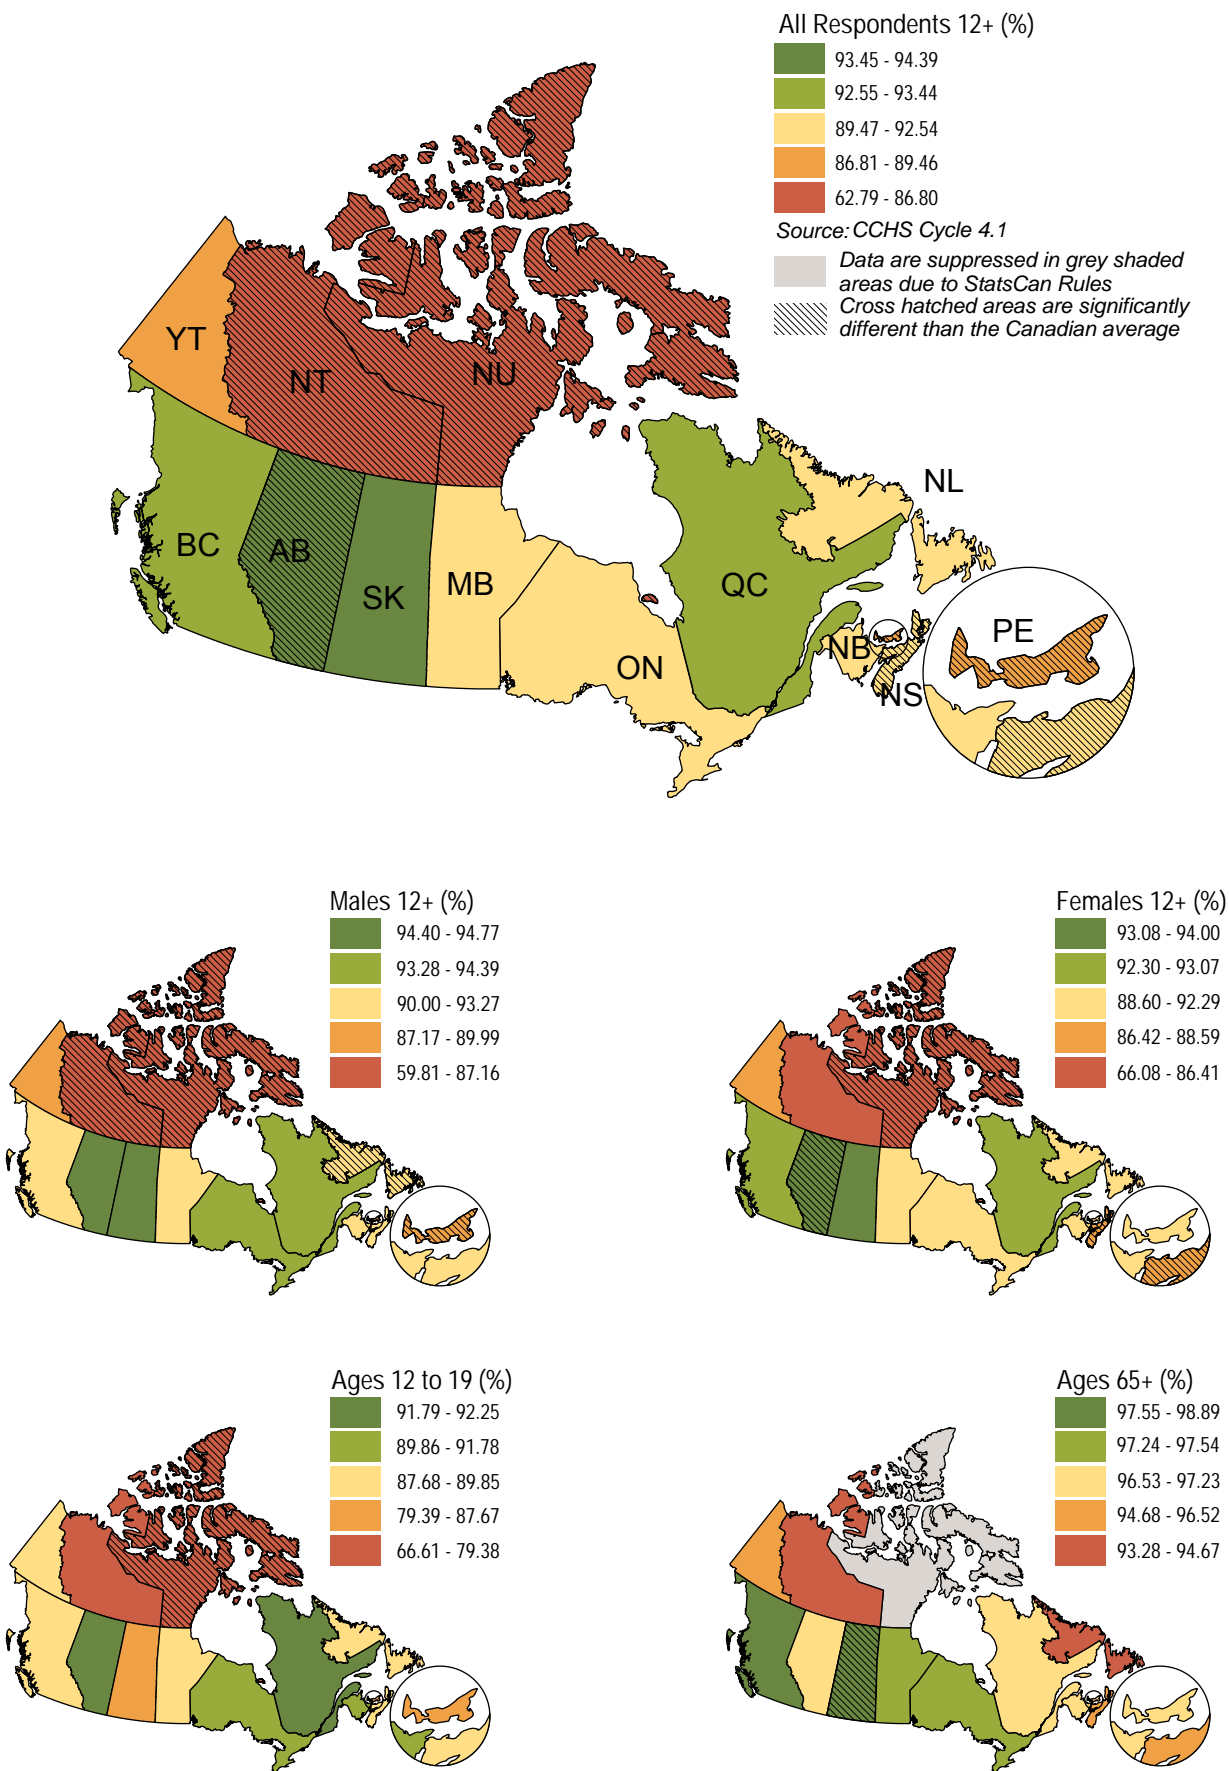 All Respondents 12+ (%)
93.45 - 94.39
92.55 - 93.44
89.47 - 92.54
86.81 - 89.46
62.79 - 86.80
Source: CCHS Cycle 4.1
Data are suppressed in grey shaded
areas due to StatsCan Rules
Cross hatched areas are significantly
different than the Canadian average
YT
NT
NU
NL
BC
AB
SK
MB
QC
ON
NB
PE
NS
Males 12+ (%)
94.40 - 94.77
93.28 - 94.39
90.00 - 93.27
87.17 - 89.99
59.81 - 87.16
Females 12+ (%)
93.08 - 94.00
92.30 - 93.07
88.60 - 92.29
86.42 - 88.59
66.08 - 86.41
Ages 12 to 19 (%)
91.79 - 92.25
89.86 - 91.78
87.68 - 89.85
79.39 - 87.67
66.61 - 79.38
Ages 65+ (%)
97.55 - 98.89
97.24 - 97.54
96.53 - 97.23
94.68 - 96.52
93.28 - 94.67